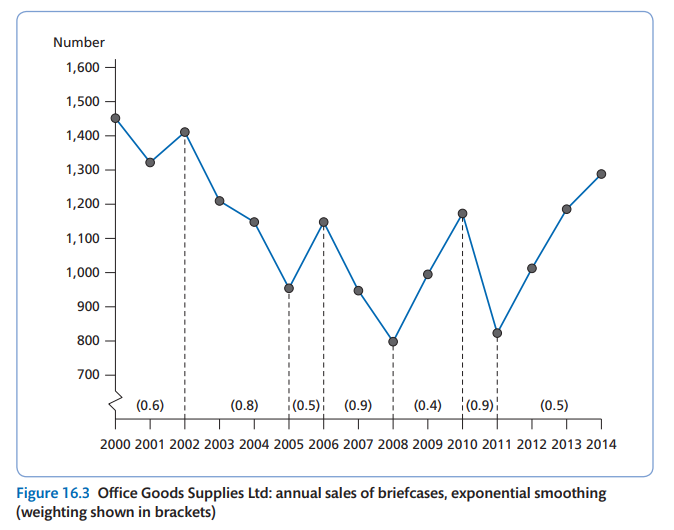 Number
1,600
1,500
1,400
1,300
1,200
1,100
1,000
900
800
700
(0.6) (0.8) (0.5) (0.9) (0.4) (0.9) (0.5)
2000 2001 2002 2003 2004 2005 2006 2007 2008 2009 2010 2011 2012 2013 2014
Figure 16.3 Office Goods Supplies Ltd: annual sales of briefcases, exponential smoothing
(weighting shown in brackets)